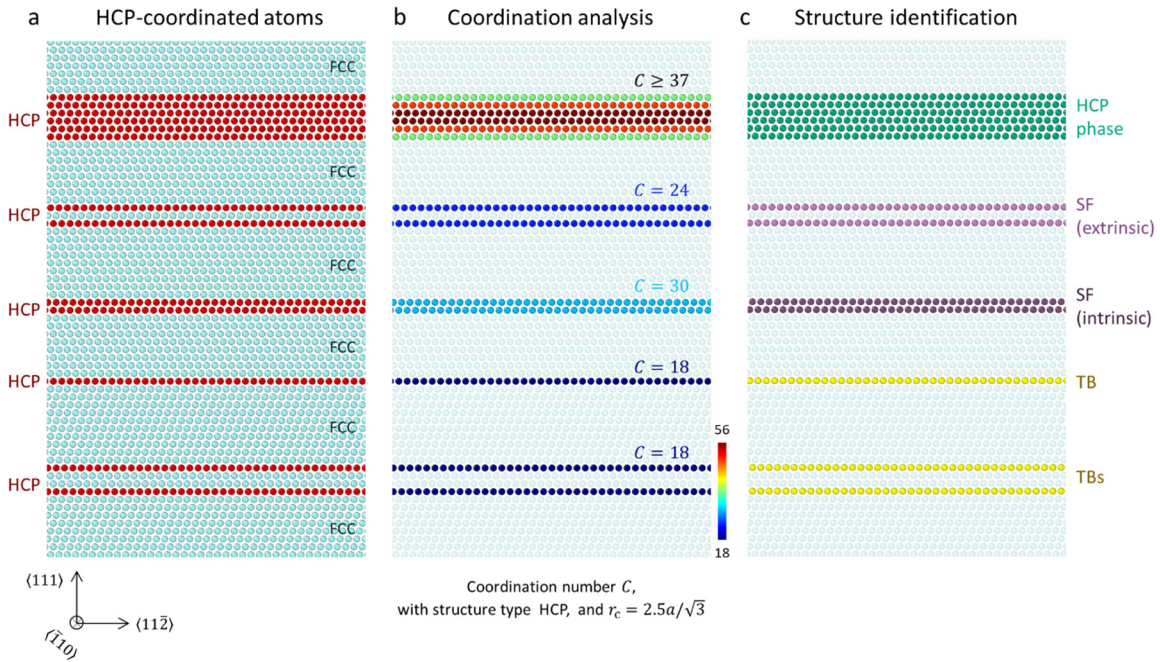 a HCP-coordinated atoms
b Coordination analysis
c Structure identification
FCC
HCP
FCC
HCP
FCC
HCP
FCC
HCP
FCC
HCP
FCC
C ≥ 37
C = 24
C = 30
C = 18
C = 18
56
18
HCP
phase
SF
(extrinsic)
SF
(intrinsic)
TB
TBs
⟨111⟩
⟨112̄⟩
⟨1̄10⟩
Coordination number C,
with structure type HCP, and r_c = 2.5a/√3